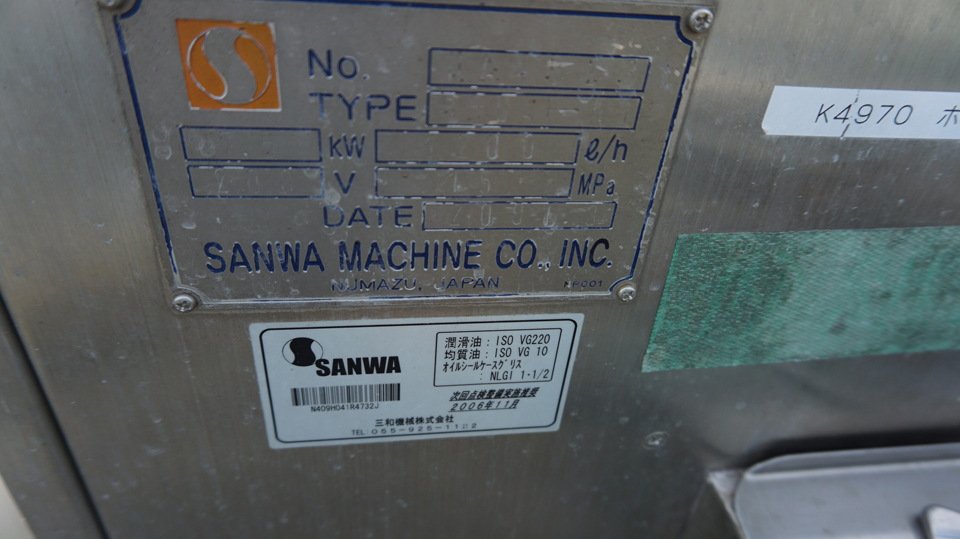 No.
TYPE
kW
ℓ/h
V
MPa
DATE
SANWA MACHINE CO., INC.
NUMAZU, JAPAN
K4970 ホ
SANWA
潤滑油 : ISO VG220
均質油 : ISO VG 10
オイルシールケースグリス
: NLGI 1・1/2
N409H041R4732J
次回点検整備実施推奨
2006年11月
三和機械株式会社
TEL: 055-925-11